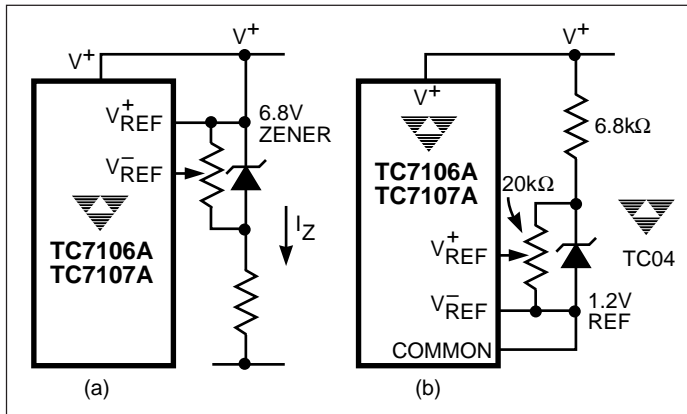 V+
V+
V+REF
6.8V
ZENER
V–REF
IZ
TC7106A
TC7107A
(a)
V+
V+
6.8kΩ
TC7106A
TC7107A
20kΩ
V+REF
TC04
V–REF
1.2V
REF
COMMON
(b)